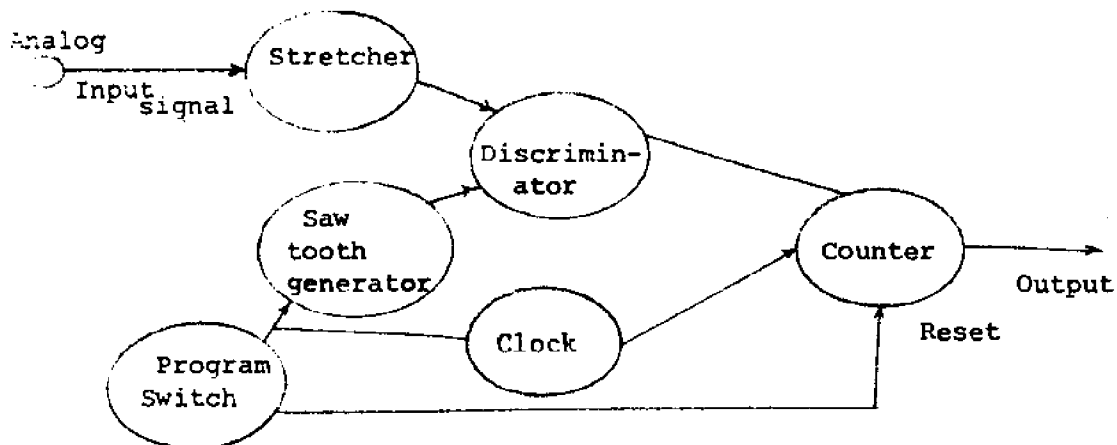 Analog
Input
signal
Stretcher
Discrimin-
ator
Saw
tooth
generator
Counter
Output
Clock
Reset
Program
Switch